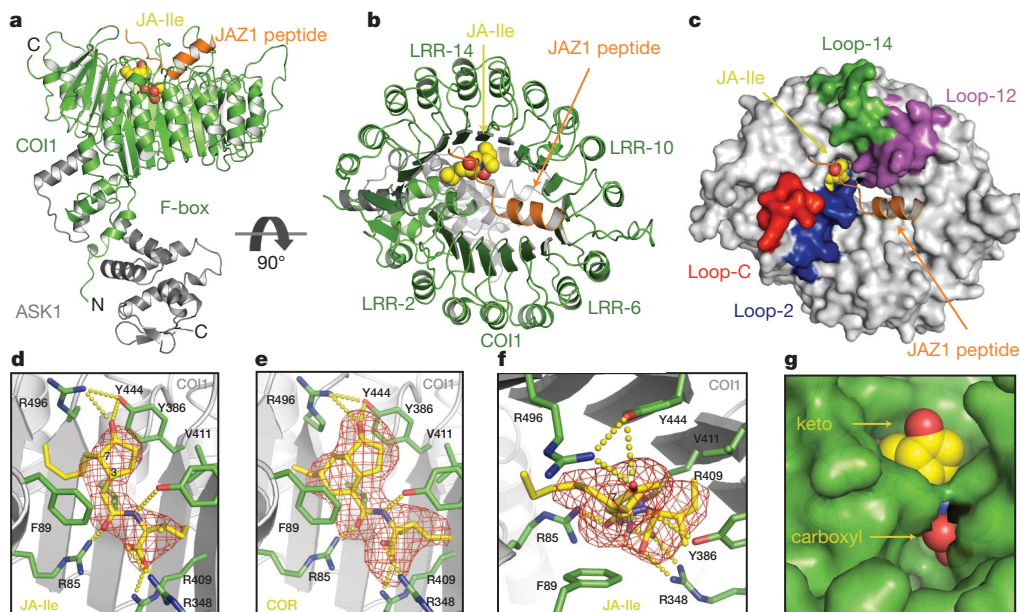 a
JA-Ile
JAZ1 peptide
C
COI1
F-box
N
ASK1
C
90°
b
JA-Ile
LRR-14
JAZ1 peptide
LRR-10
LRR-2
LRR-6
COI1
c
Loop-14
JA-Ile
Loop-12
Loop-C
Loop-2
JAZ1 peptide
d
Y444
COI1
R496
Y386
V411
7
3
F89
R85
R409
R348
JA-Ile
e
Y444
COI1
R496
Y386
V411
F89
R85
R409
R348
COR
f
COI1
R496
Y444
V411
R409
R85
Y386
F89
R348
JA-Ile
g
keto
carboxyl